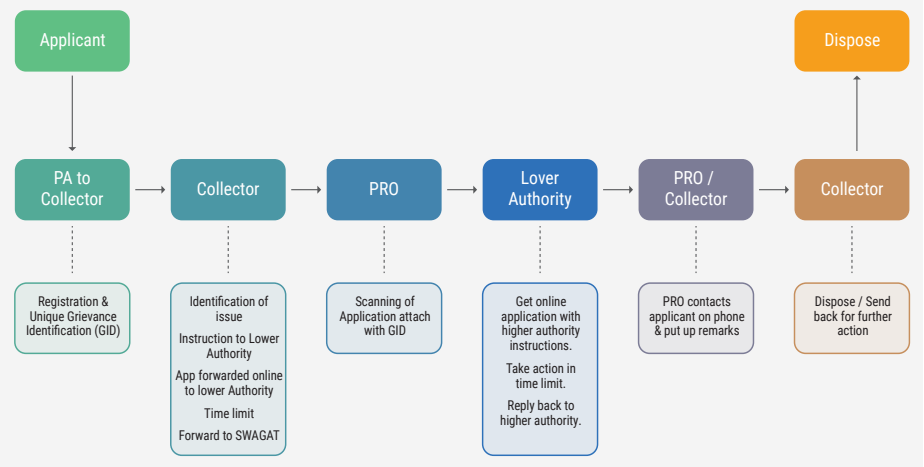 Applicant
Dispose
PA to
Collector
Collector
PRO
Lover
Authority
PRO /
Collector
Collector
Registration &
Unique Grievance
Identification (GID)
Identification of
issue
Instruction to Lower
Authority
App forwarded online
to lower Authority
Time limit
Forward to SWAGAT
Scanning of
Application attach
with GID
Get online
application with
higher authority
instructions.
Take action in
time limit.
Reply back to
higher authority.
PRO contacts
applicant on phone
& put up remarks
Dispose / Send
back for further
action